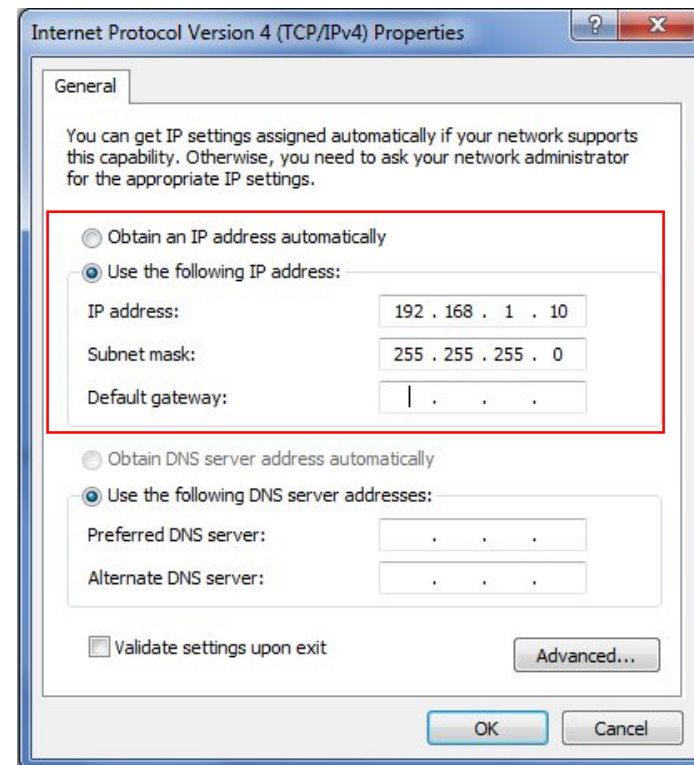 Internet Protocol Version 4 (TCP/IPv4) Properties
General
You can get IP settings assigned automatically if your network supports
this capability. Otherwise, you need to ask your network administrator
for the appropriate IP settings.
Obtain an IP address automatically
Use the following IP address:
IP address: 192 . 168 . 1 . 10
Subnet mask: 255 . 255 . 255 . 0
Default gateway: . . .
Obtain DNS server address automatically
Use the following DNS server addresses:
Preferred DNS server: . . .
Alternate DNS server: . . .
Validate settings upon exit
Advanced...
OK Cancel